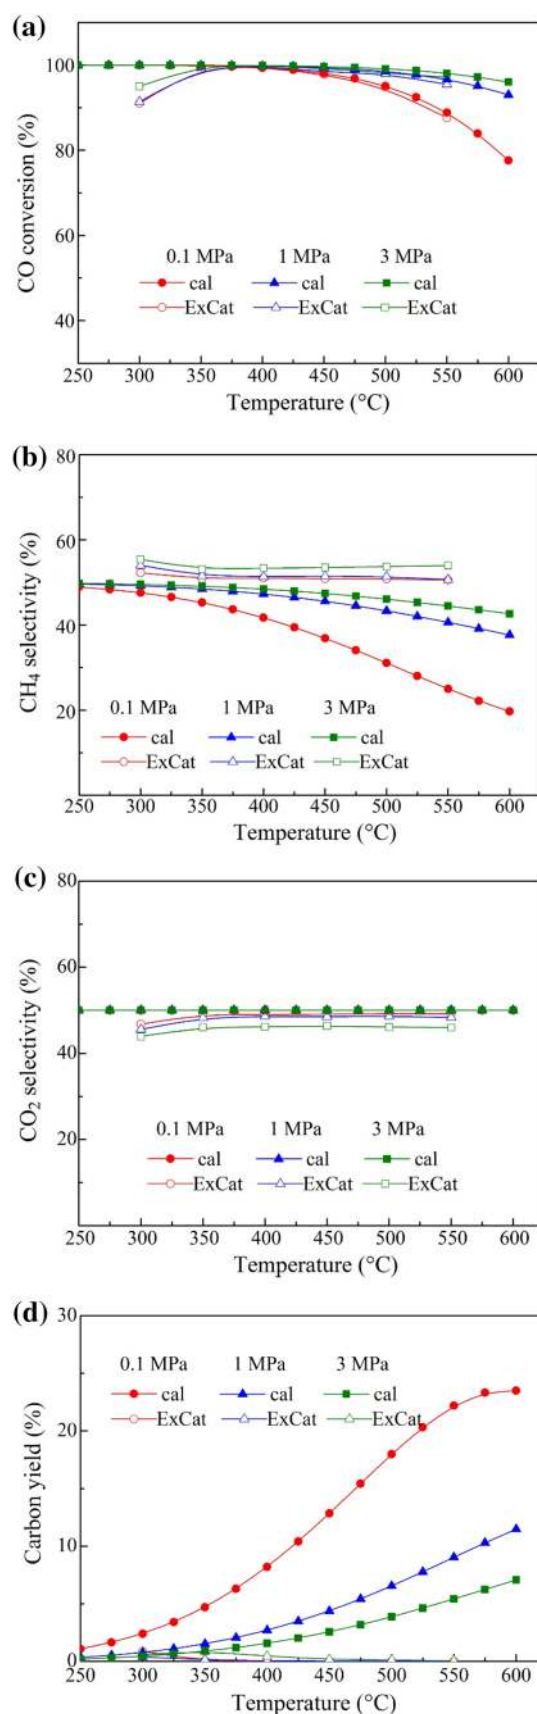 (a)
100
80
60
40
CO conversion (%)
0.1 MPa 1 MPa 3 MPa
cal cal cal
ExCat ExCat ExCat
250 300 350 400 450 500 550 600
Temperature (°C)
(b)
80
60
40
20
CH4 selectivity (%)
0.1 MPa 1 MPa 3 MPa
cal cal cal
ExCat ExCat ExCat
250 300 350 400 450 500 550 600
Temperature (°C)
(c)
80
60
40
20
CO2 selectivity (%)
0.1 MPa 1 MPa 3 MPa
cal cal cal
ExCat ExCat ExCat
250 300 350 400 450 500 550 600
Temperature (°C)
(d)
30
20
10
0
Carbon yield (%)
0.1 MPa 1 MPa 3 MPa
cal cal cal
ExCat ExCat ExCat
250 300 350 400 450 500 550 600
Temperature (°C)